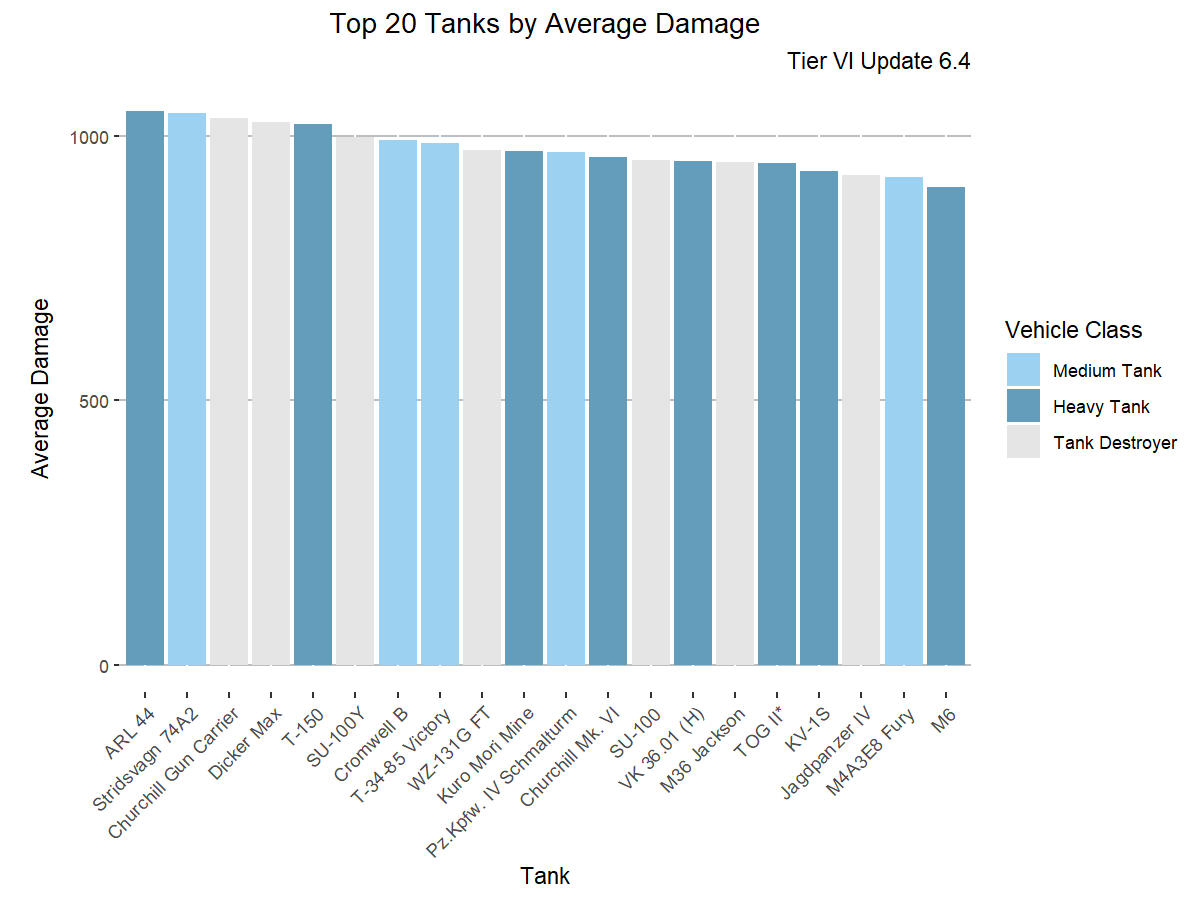 Top 20 Tanks by Average Damage
Tier VI Update 6.4
Average Damage
1000
500
0
ARL 44
Stridsvagn 74A2
Churchill Gun Carrier
Dicker Max
T-150
SU-100Y
Cromwell B
T-34-85 Victory
WZ-131G FT
Kuro Mori Mine
Pz.Kpfw. IV Schmalturm
Churchill Mk. VI
SU-100
VK 36.01 (H)
M36 Jackson
TOG II*
KV-1S
Jagdpanzer IV
M4A3E8 Fury
M6
Tank
Vehicle Class
Medium Tank
Heavy Tank
Tank Destroyer